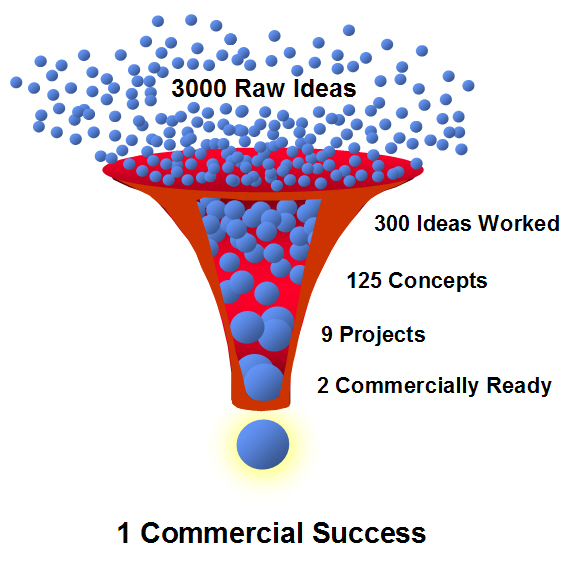 3000 Raw Ideas
300 Ideas Worked
125 Concepts
9 Projects
2 Commercially Ready
1 Commercial Success